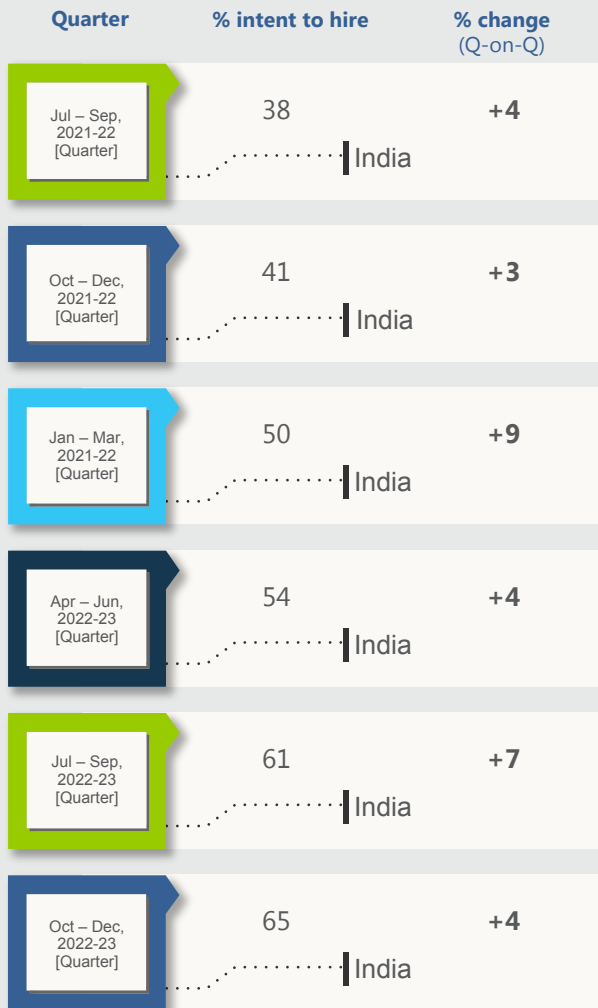 Quarter % intent to hire % change
(Q-on-Q)
Jul – Sep,
2021-22
[Quarter]
38
+4
India
Oct – Dec,
2021-22
[Quarter]
41
+3
India
Jan – Mar,
2021-22
[Quarter]
50
+9
India
Apr – Jun,
2022-23
[Quarter]
54
+4
India
Jul – Sep,
2022-23
[Quarter]
61
+7
India
Oct – Dec,
2022-23
[Quarter]
65
+4
India